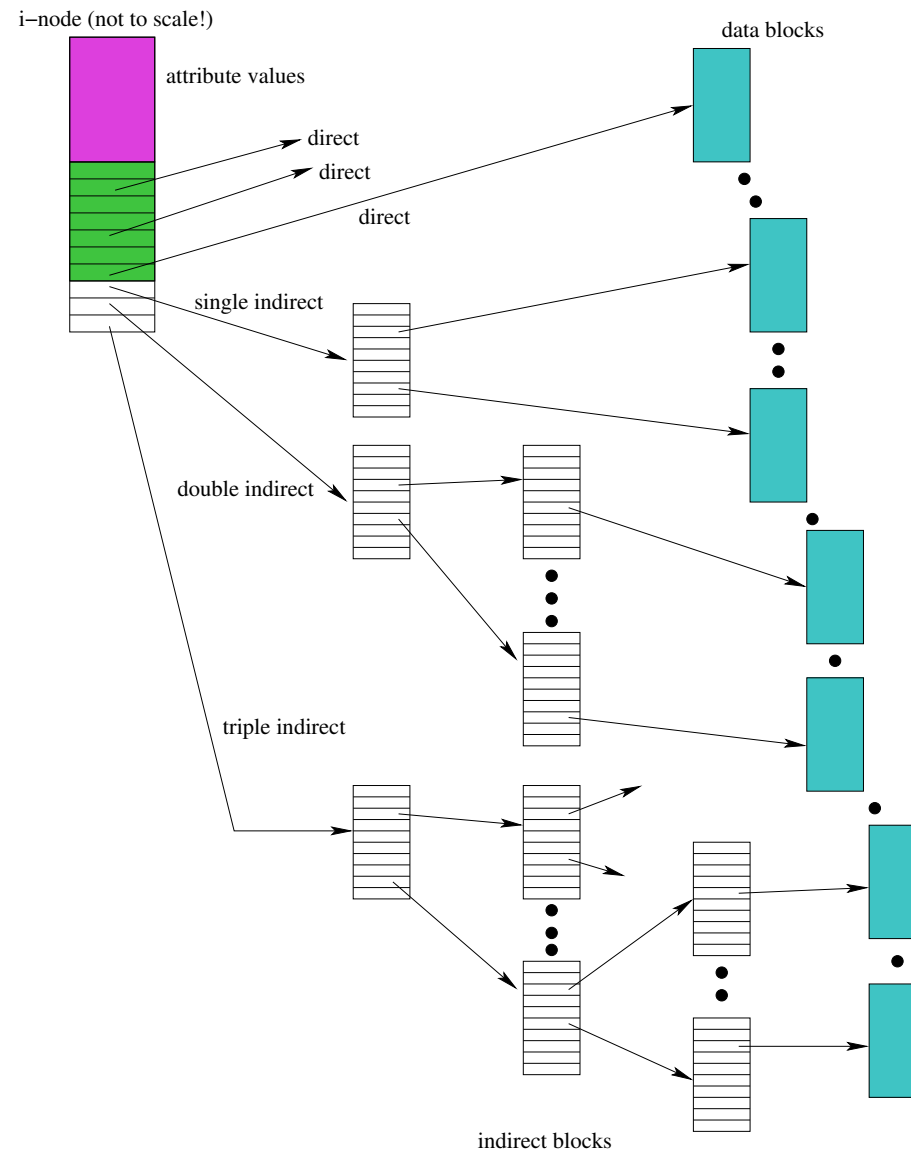 i−node (not to scale!)
data blocks
attribute values
direct
direct
direct
single indirect
double indirect
triple indirect
indirect blocks